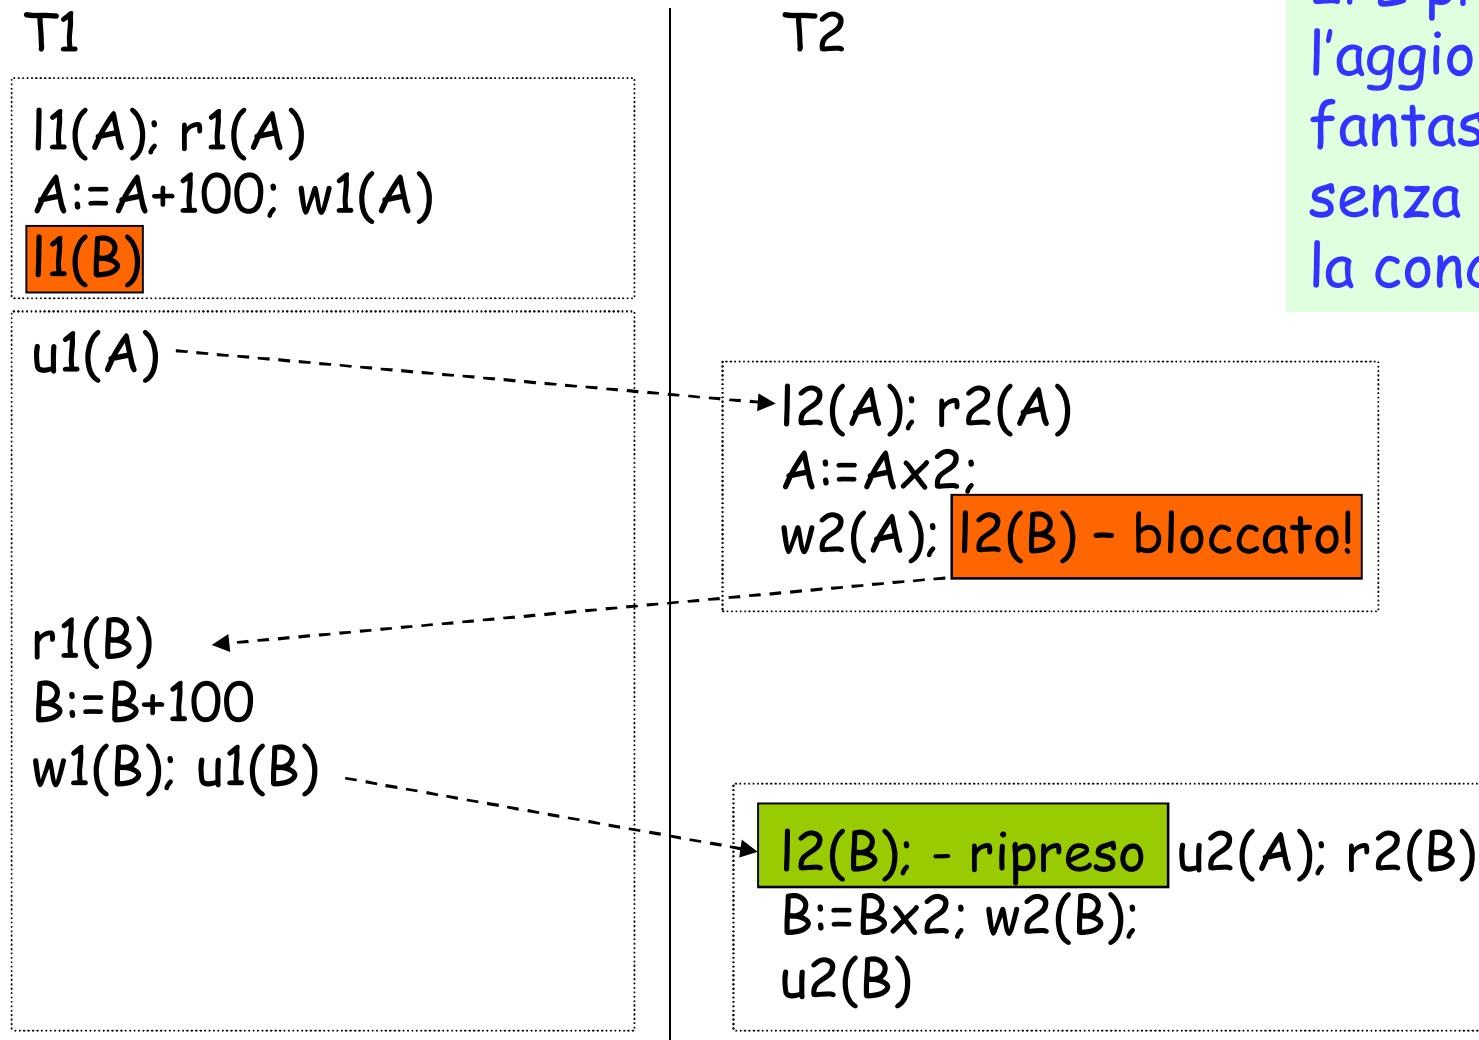 T1
l1(A); r1(A)
A:=A+100; w1(A)
l1(B)
u1(A)
r1(B)
B:=B+100
w1(B); u1(B)
T2
l2(A); r2(A)
A:=Ax2;
w2(A); l2(B) – bloccato!
l2(B); - ripreso u2(A); r2(B)
B:=Bx2; w2(B);
u2(B)
l'aggio
fantas
senza
la conc